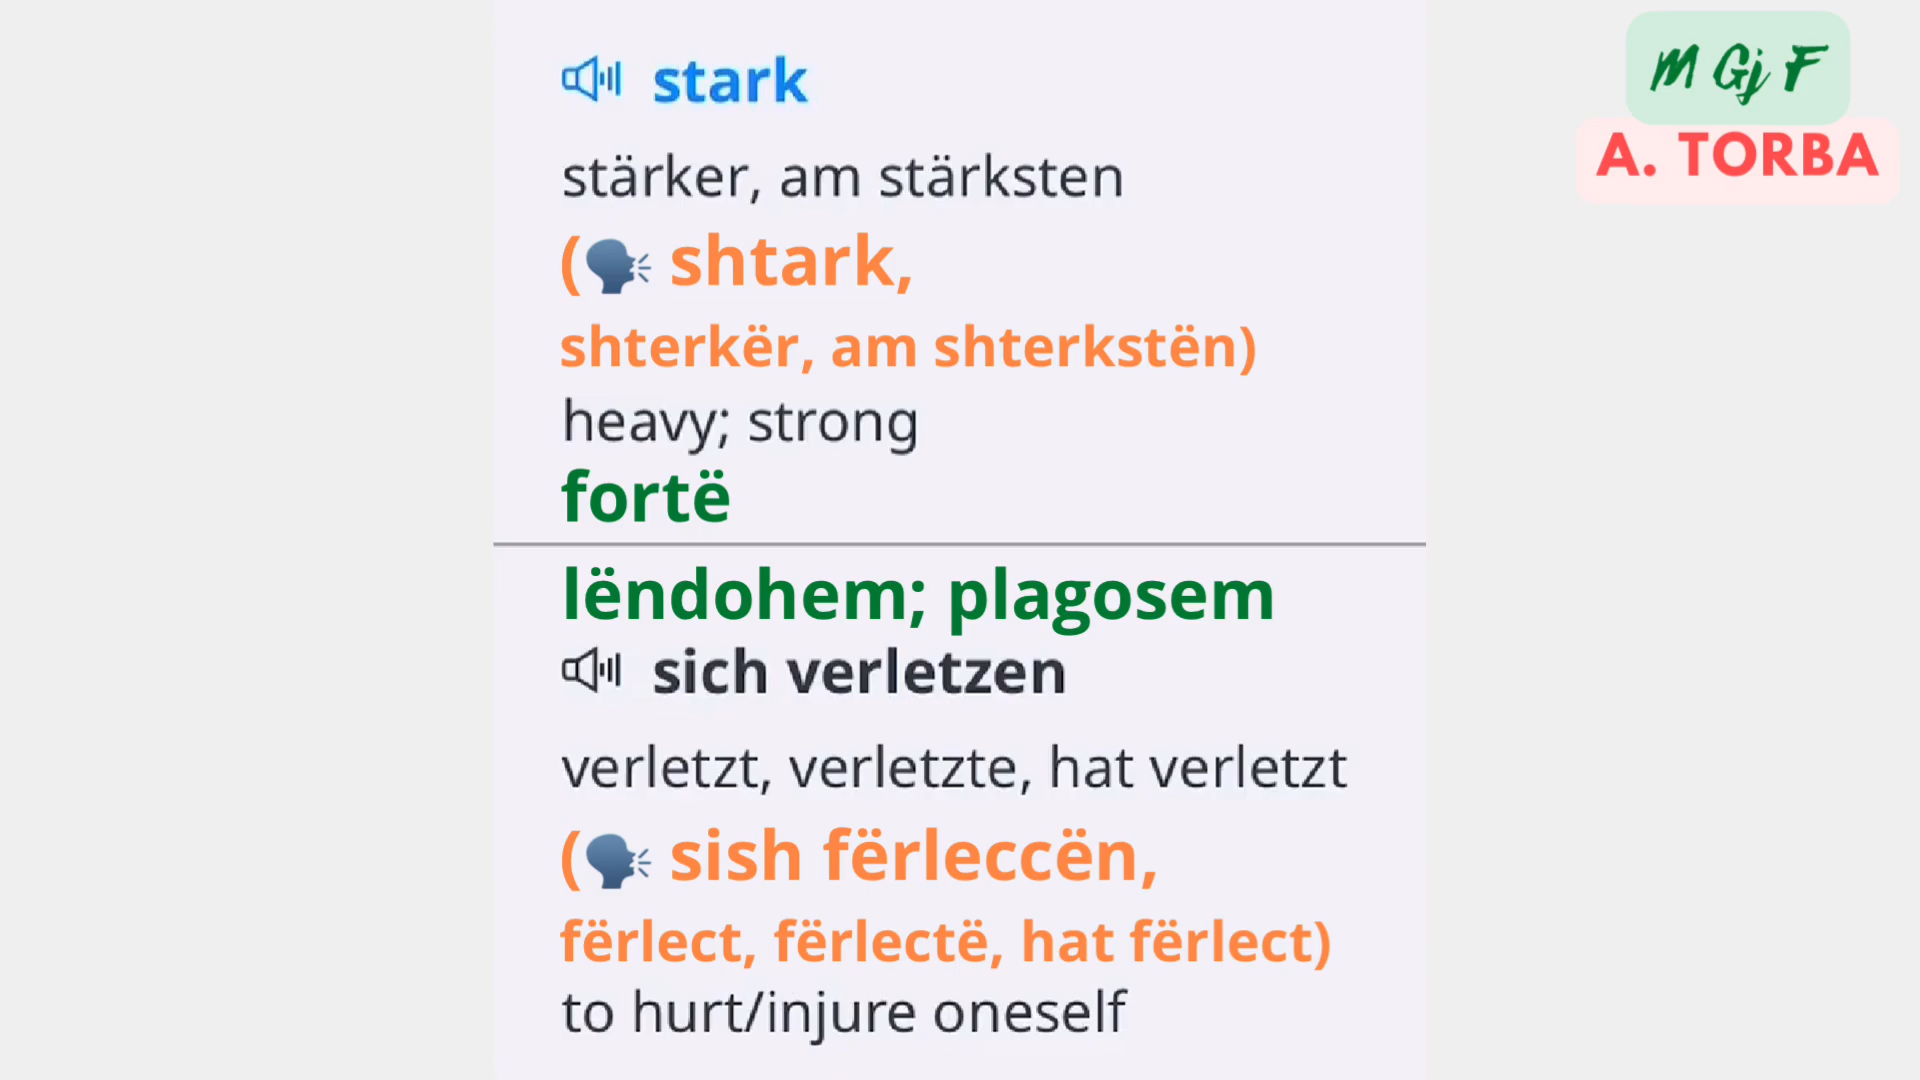 stark
stärker, am stärksten
( shtark,
shterkër, am shterkstën)
heavy; strong
fortë
lëndohem; plagosem
sich verletzen
verletzt, verletzte, hat verletzt
( sish fërleccën,
fërlect, fërlectë, hat fërlect)
to hurt/injure oneself
M Gj F
A. TORBA